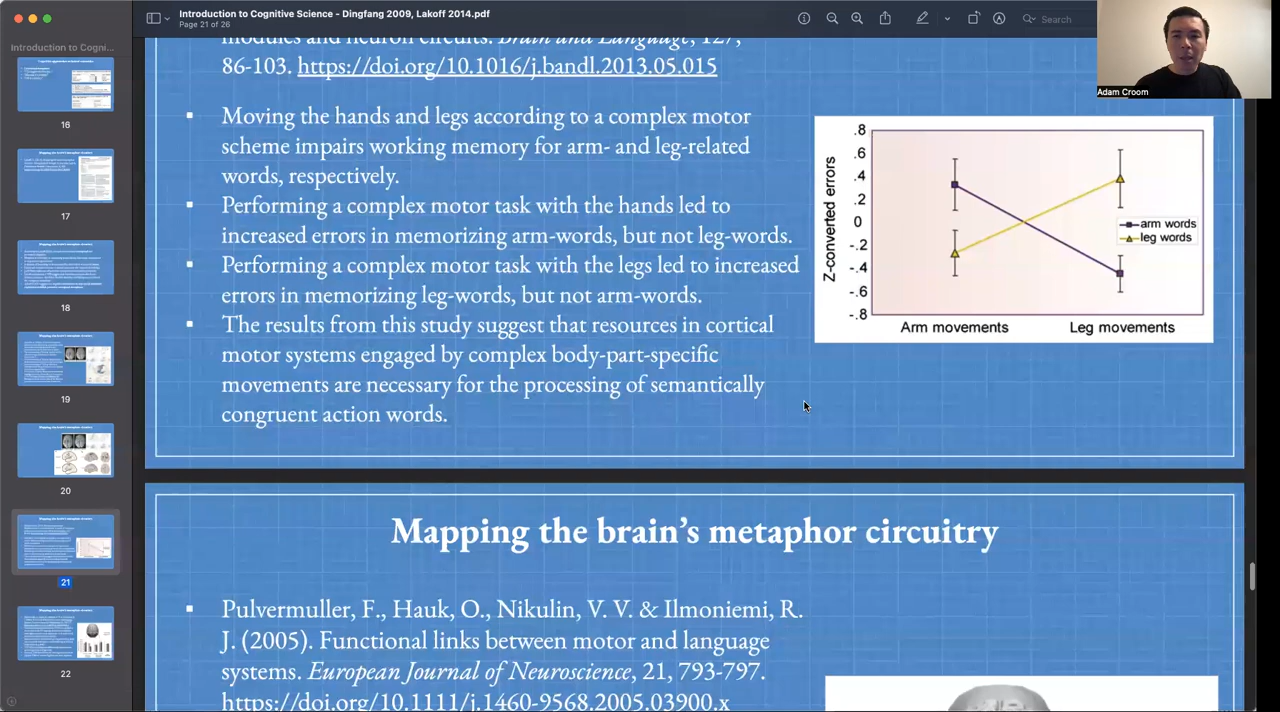 Introduction to Cognitive Science - Dingfang 2009, Lakoff 2014.pdf
Page 21 of 26
Search
Introduction to Cogni...
16
17
18
19
20
21
22
Adam Croom
modules and neuron circuits. Brain and Language, 127,
86-103. https://doi.org/10.1016/j.bandl.2013.05.015
Moving the hands and legs according to a complex motor
scheme impairs working memory for arm- and leg-related
words, respectively.
Performing a complex motor task with the hands led to
increased errors in memorizing arm-words, but not leg-words.
Performing a complex motor task with the legs led to increased
errors in memorizing leg-words, but not arm-words.
The results from this study suggest that resources in cortical
motor systems engaged by complex body-part-specific
movements are necessary for the processing of semantically
congruent action words.
Z-converted errors
.8
.6
.4
.2
0
-.2
-.4
-.6
-.8
arm words
leg words
Arm movements Leg movements
Mapping the brain's metaphor circuitry
Pulvermuller, F., Hauk, O., Nikulin, V. V. & Ilmoniemi, R.
J. (2005). Functional links between motor and language
systems. European Journal of Neuroscience, 21, 793-797.
https://doi.org/10.1111/j.1460-9568.2005.03900.x